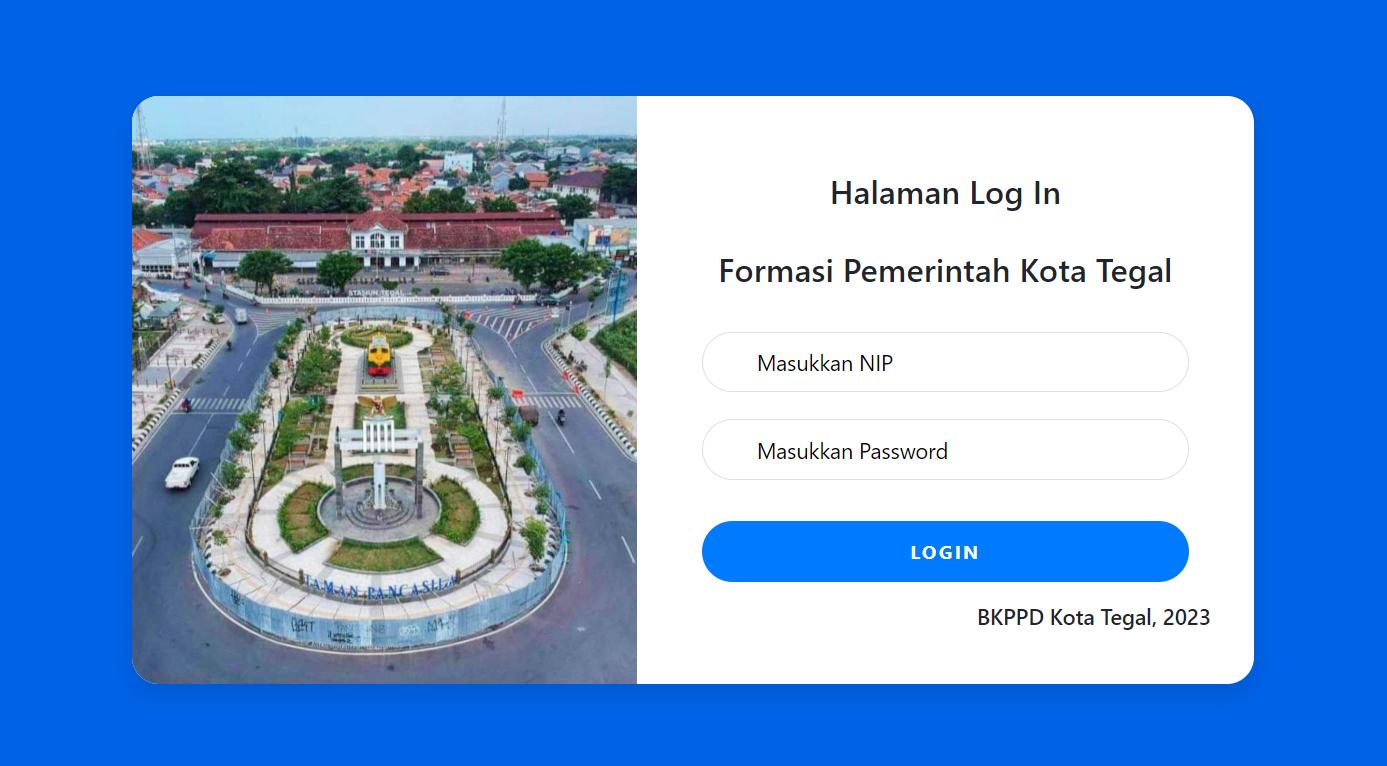 Halaman Log In
Formasi Pemerintah Kota Tegal
Masukkan NIP
Masukkan Password
LOGIN
BKPPD Kota Tegal, 2023
STASIUN TEGAL
TAMAN PANCASILA